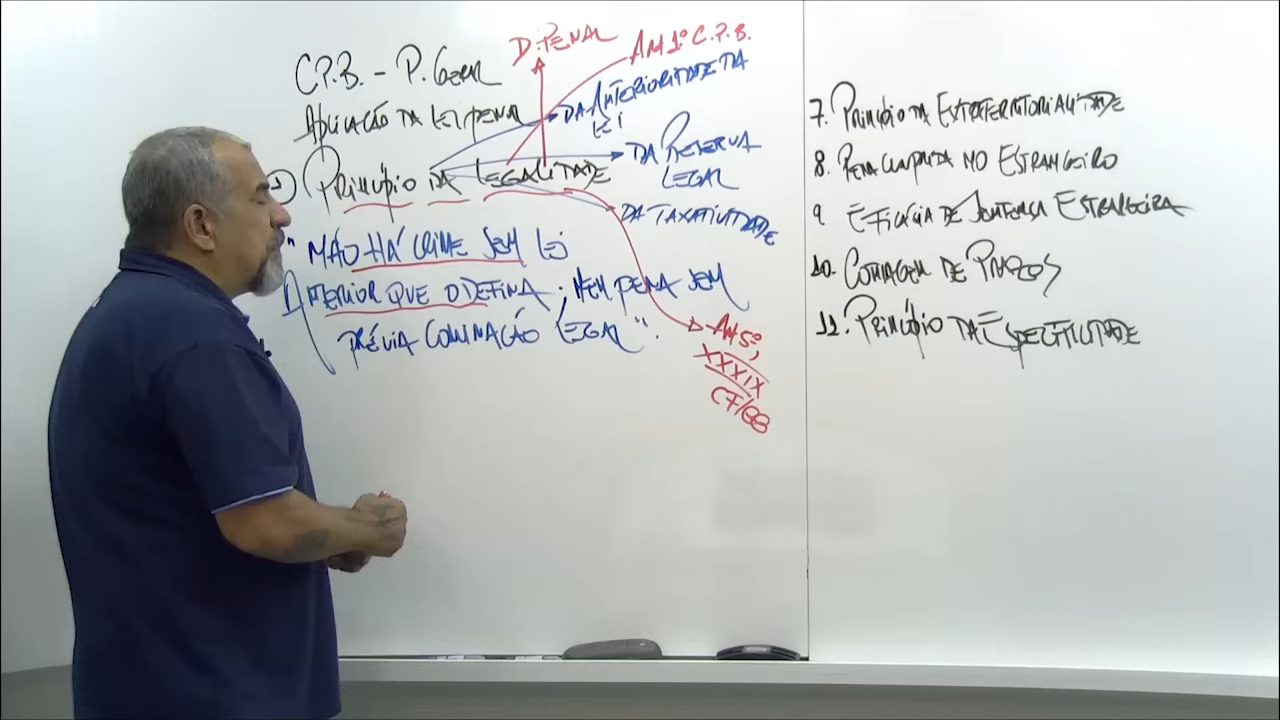 D. PENAL
ART 1º C.P.B.
C.P.B. - P. GERAL
APLICAÇÃO DA LEI PENAL
DA ANTERIORIDADE DA
LEI
DA RESERVA
LEGAL
PRINCÍPIO DA LEGALIDADE
DA TAXATIVIDADE
"NÃO HÁ CRIME SEM LEI
ANTERIOR QUE O DEFINA, NEM PENA SEM
PRÉVIA COMINAÇÃO LEGAL".
ART 5º,
XXXIX
CF/88
7. PRINCÍPIO DA EXTRATERRITORIALIDADE
8. PENA CUMPRIDA NO ESTRANGEIRO
9 EFICÁCIA DE SENTENÇA ESTRANGEIRA
10. CONTAGEM DE PRAZOS
11. PRINCÍPIO DA ESPECIALIDADE